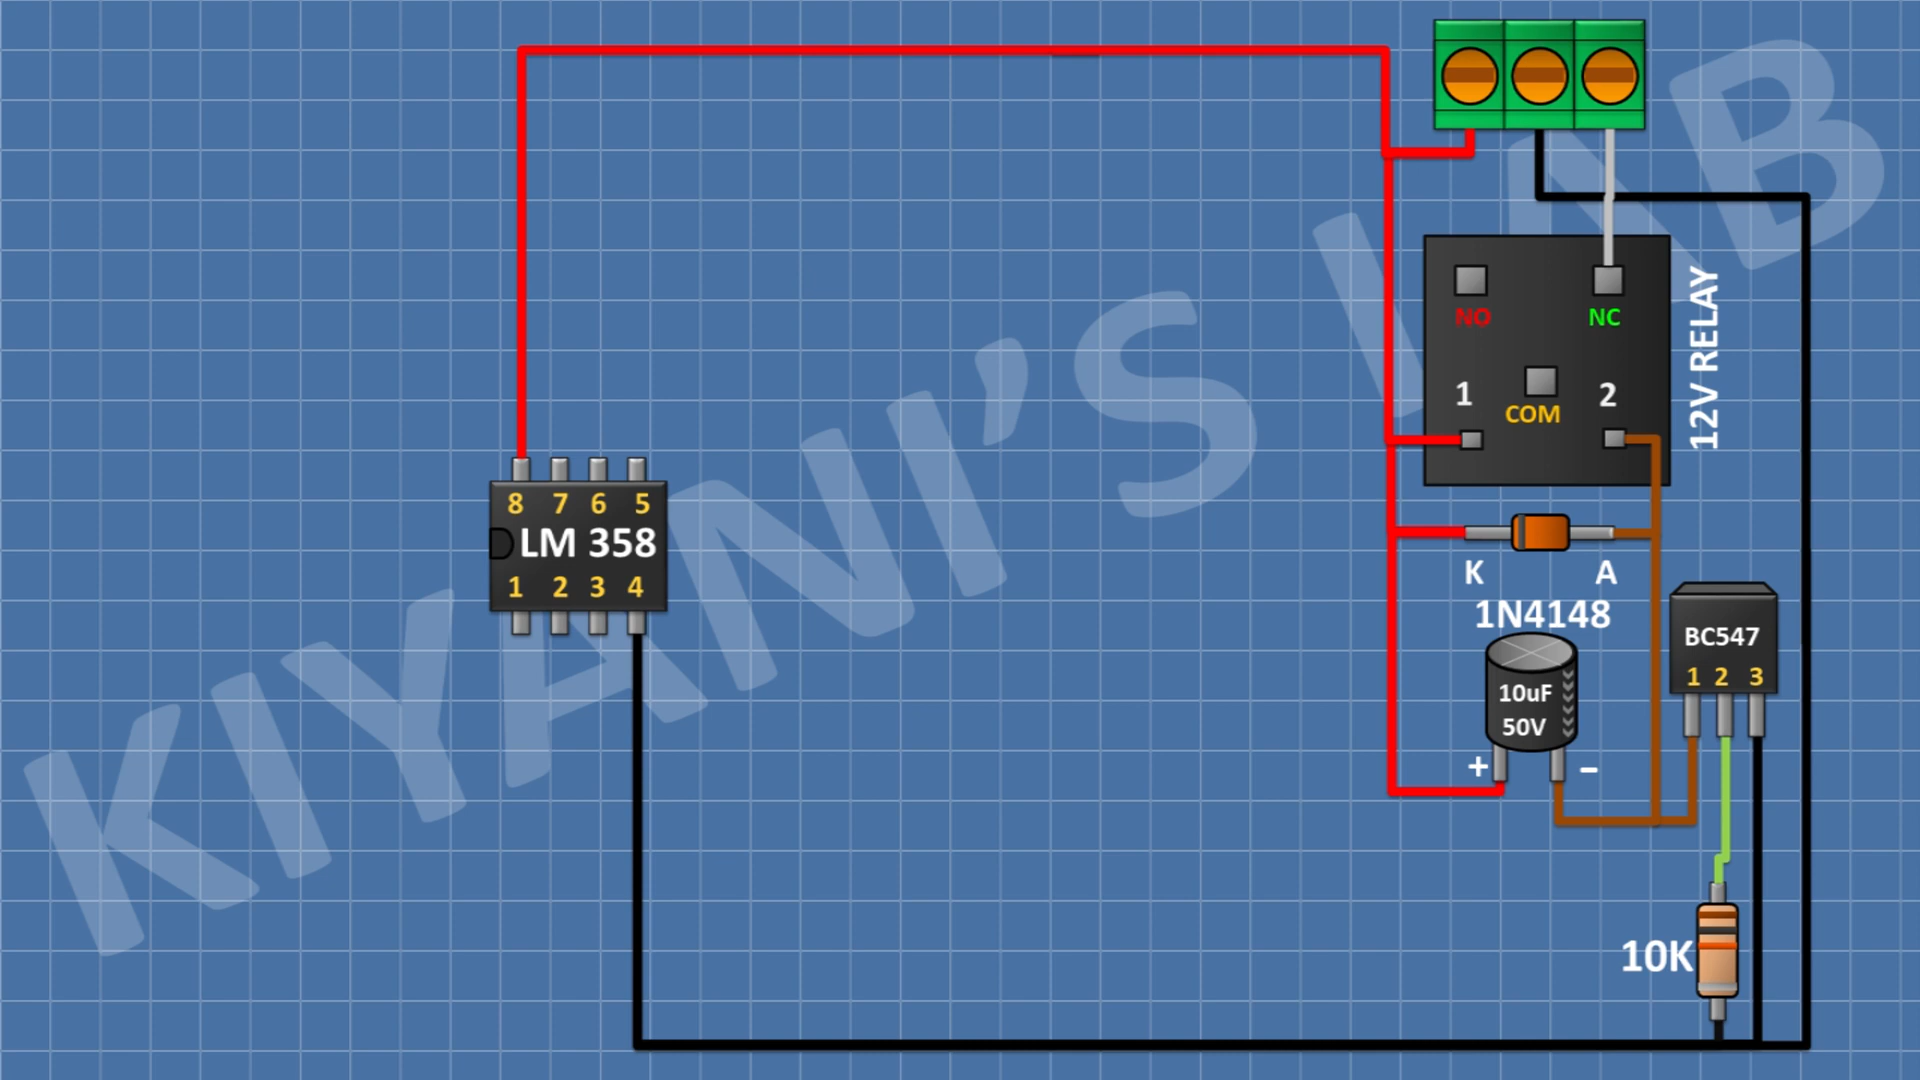 KIYANI'S LAB
NO
NC
1
COM
2
12V RELAY
8 7 6 5
LM 358
1 2 3 4
K
A
1N4148
10uF
50V
+
–
BC547
1 2 3
10K